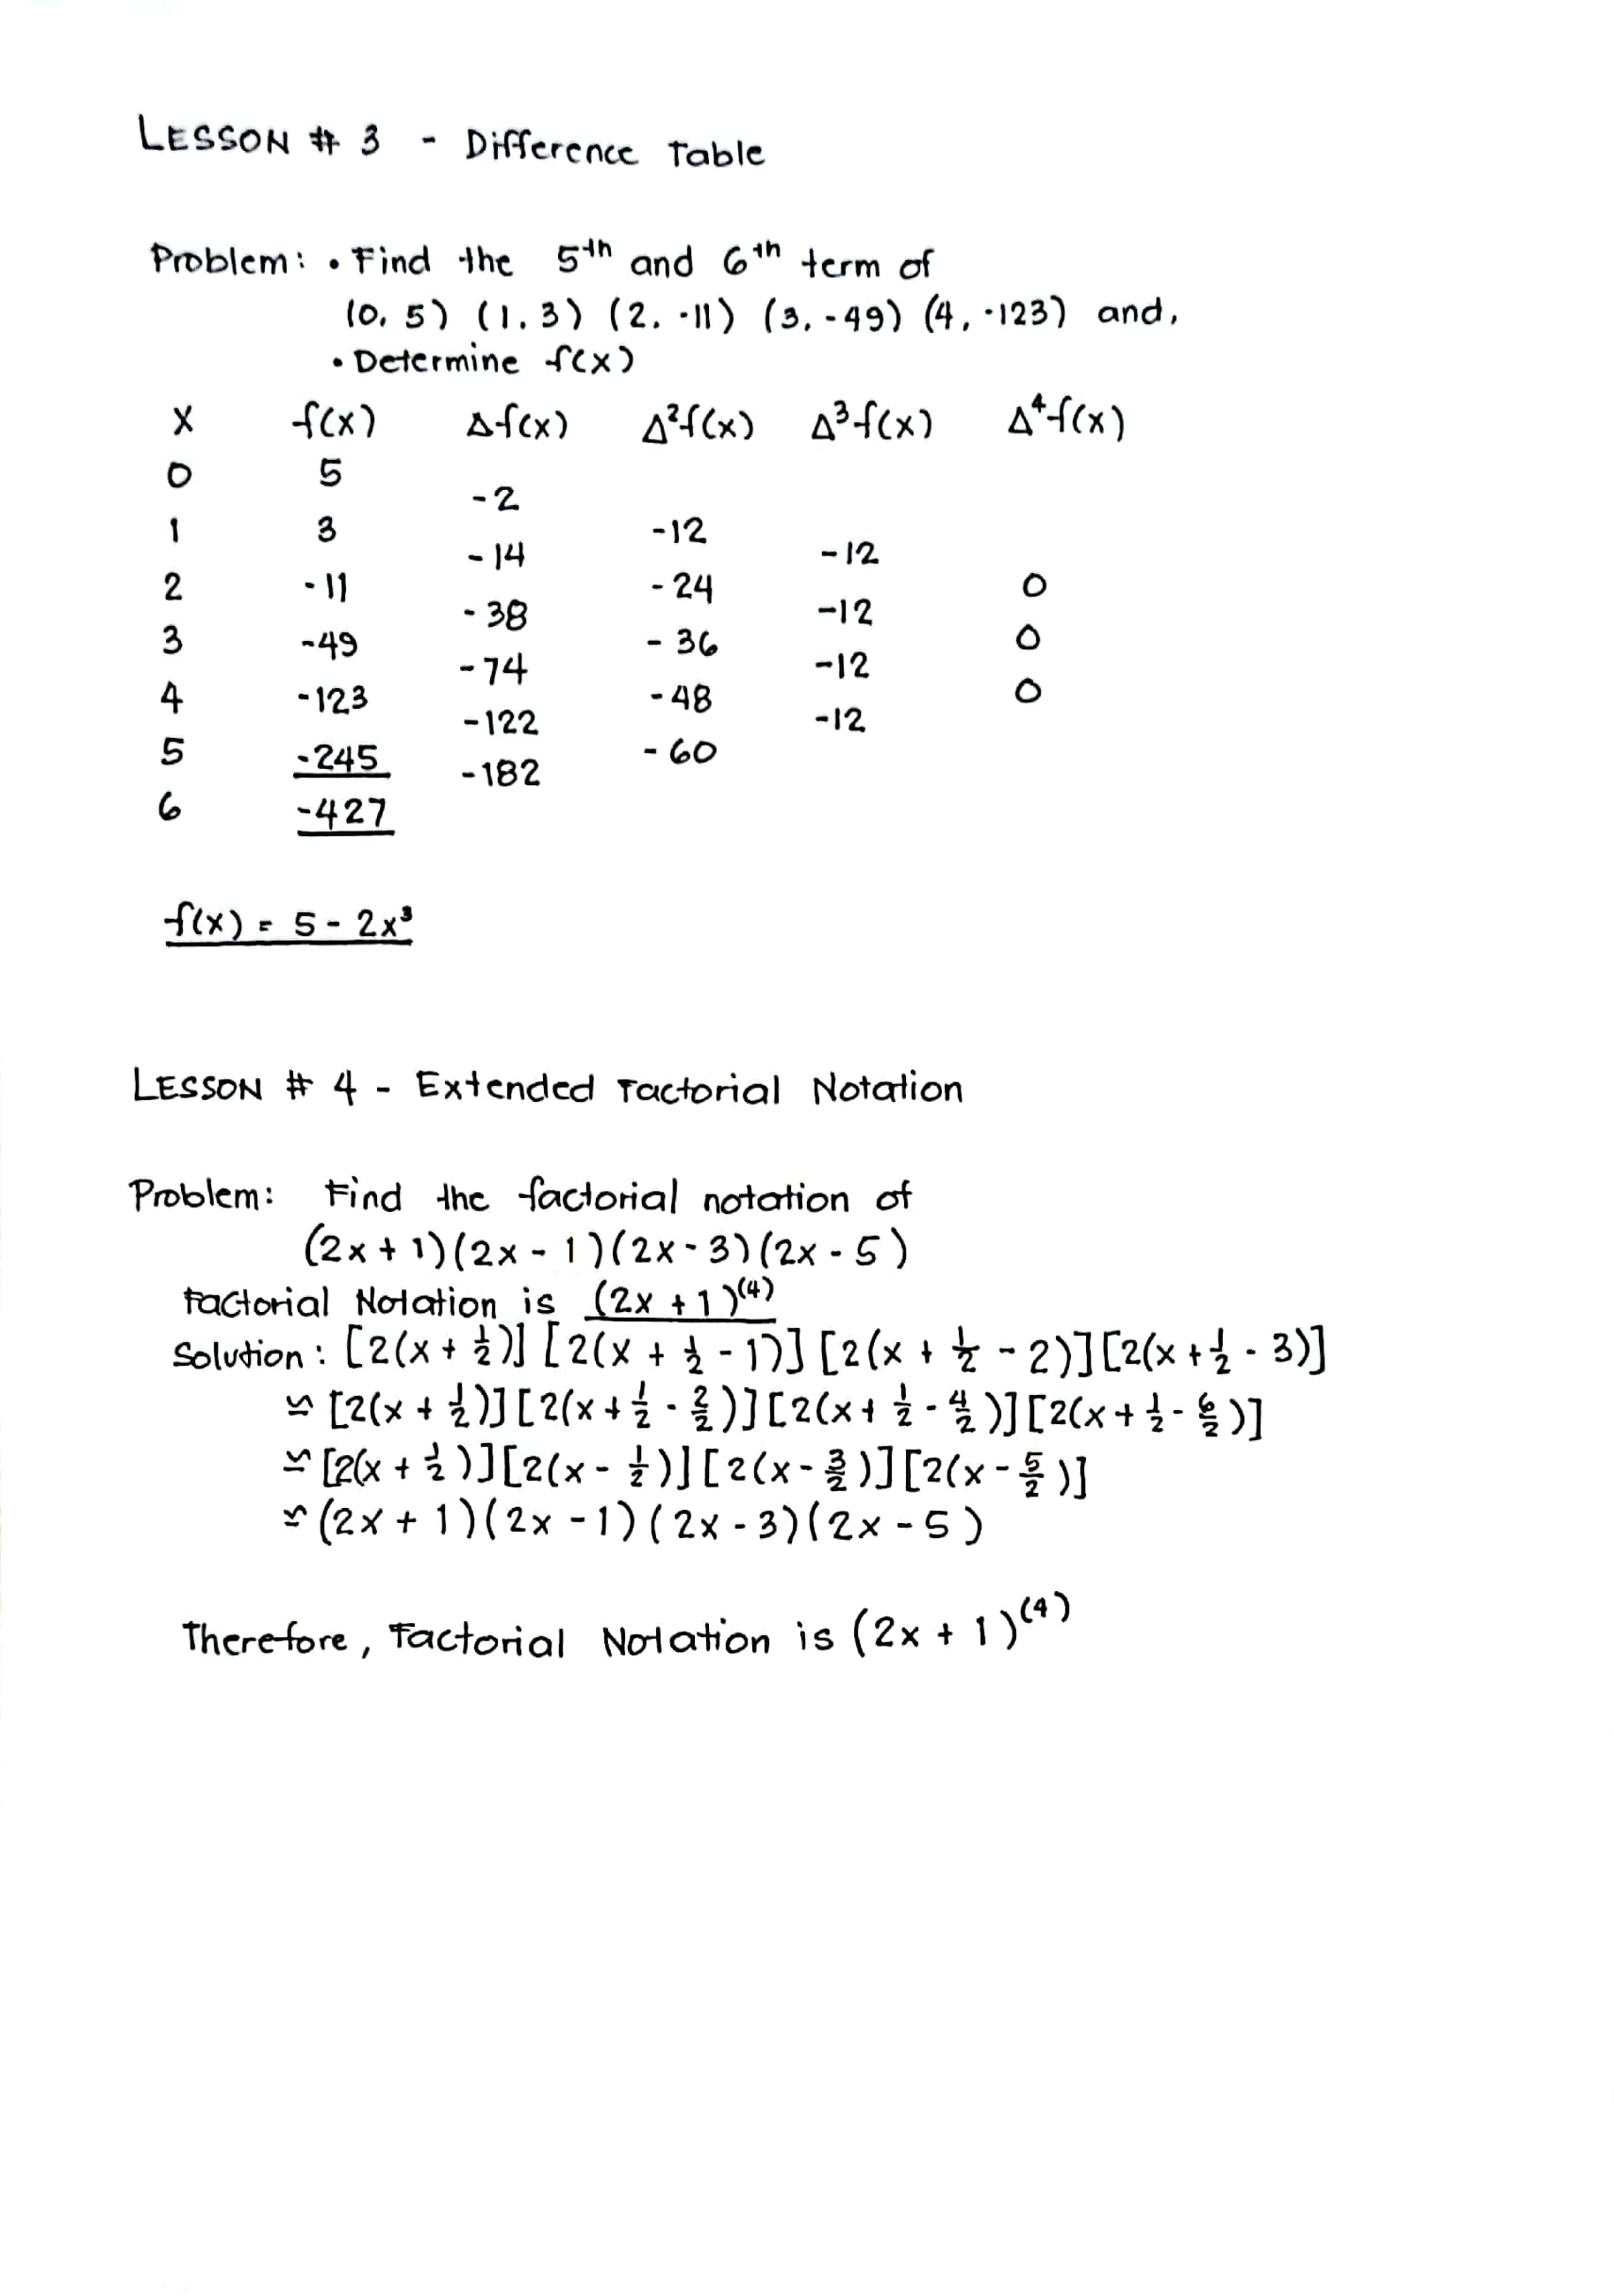 LESSON # 3 - Difference Table
Problem: • Find the 5th and 6th term of
(0, 5) (1, 3) (2, -11) (3, -49) (4, -123) and,
• Determine f(x)
x f(x) Δf(x) Δ²f(x) Δ³f(x) Δ⁴f(x)
0 5
-2
1 3 -12
-14 -12
2 -11 -24 0
-38 -12
3 -49 -36 0
-74 -12
4 -123 -48 0
-122 -12
5 -245 -60
-182
6 -427
f(x) = 5 - 2x³
LESSON # 4 - Extended Factorial Notation
Problem: Find the factorial notation of
(2x + 1)(2x - 1)(2x - 3)(2x - 5)
Factorial Notation is (2x + 1)⁽⁴⁾
Solution: [2(x + ½)] [2(x + ½ - 1)] [2(x + ½ - 2)] [2(x + ½ - 3)]
≌ [2(x + ½)] [2(x + ½ - 2/2)] [2(x + ½ - 4/2)] [2(x + ½ - 6/2)]
≌ [2(x + ½)] [2(x - ½)] [2(x - 3/2)] [2(x - 5/2)]
≌ (2x + 1)(2x - 1)(2x - 3)(2x - 5)
Therefore, Factorial Notation is (2x + 1)⁽⁴⁾